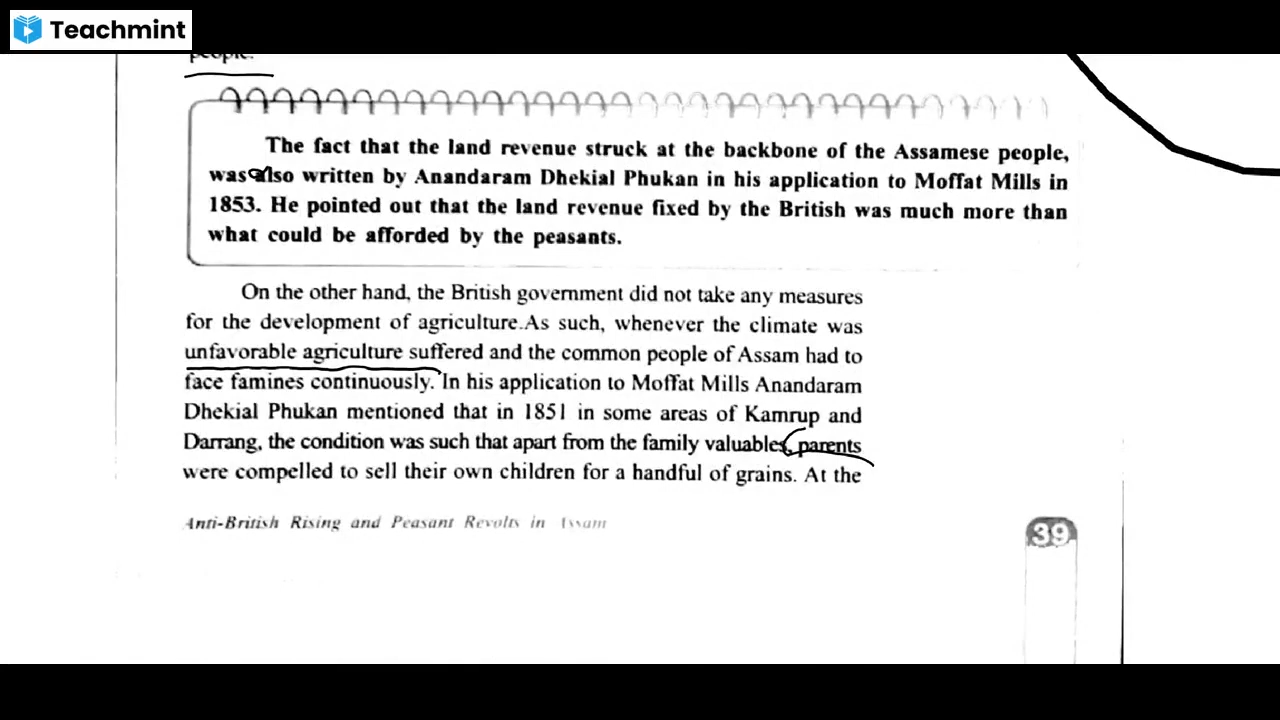 Teachmint
people.
The fact that the land revenue struck at the backbone of the Assamese people,
was also written by Anandaram Dhekial Phukan in his application to Moffat Mills in
1853. He pointed out that the land revenue fixed by the British was much more than
what could be afforded by the peasants.
On the other hand, the British government did not take any measures
for the development of agriculture.As such, whenever the climate was
unfavorable agriculture suffered and the common people of Assam had to
face famines continuously. In his application to Moffat Mills Anandaram
Dhekial Phukan mentioned that in 1851 in some areas of Kamrup and
Darrang, the condition was such that apart from the family valuables, parents
were compelled to sell their own children for a handful of grains. At the
Anti-British Rising and Peasant Revolts in Assam
39